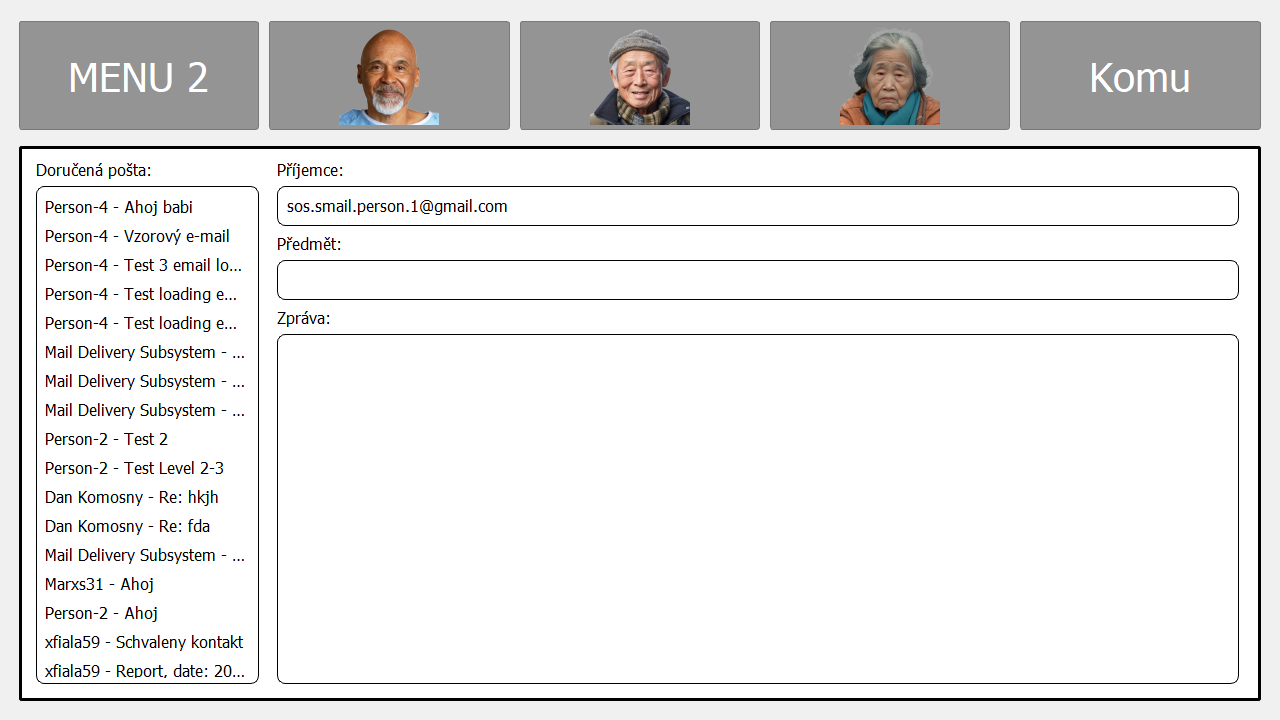 MENU 2
Komu
Doručená pošta:
Person-4 - Ahoj babi
Person-4 - Vzorový e-mail
Person-4 - Test 3 email lo...
Person-4 - Test loading e...
Person-4 - Test loading e...
Mail Delivery Subsystem - ...
Mail Delivery Subsystem - ...
Mail Delivery Subsystem - ...
Person-2 - Test 2
Person-2 - Test Level 2-3
Dan Komosny - Re: hkjh
Dan Komosny - Re: fda
Mail Delivery Subsystem - ...
Marxs31 - Ahoj
Person-2 - Ahoj
xfiala59 - Schvaleny kontakt
xfiala59 - Report, date: 20...
Příjemce:
sos.smail.person.1@gmail.com
Předmět:
Zpráva: